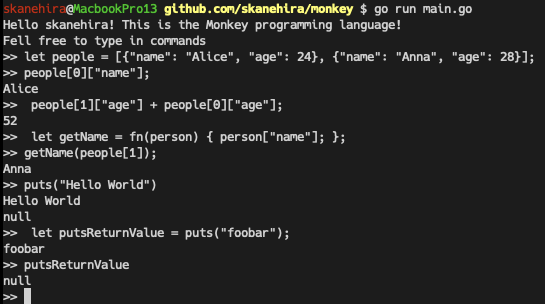 skanehira@MacbookPro13 github.com/skanehira/monkey $ go run main.go
Hello skanehira! This is the Monkey programming language!
Fell free to type in commands
>> let people = [{"name": "Alice", "age": 24}, {"name": "Anna", "age": 28}];
>> people[0]["name"];
Alice
>>  people[1]["age"] + people[0]["age"];
52
>>  let getName = fn(person) { person["name"]; };
>> getName(people[1]);
Anna
>> puts("Hello World")
Hello World
null
>>  let putsReturnValue = puts("foobar");
foobar
>> putsReturnValue
null
>>